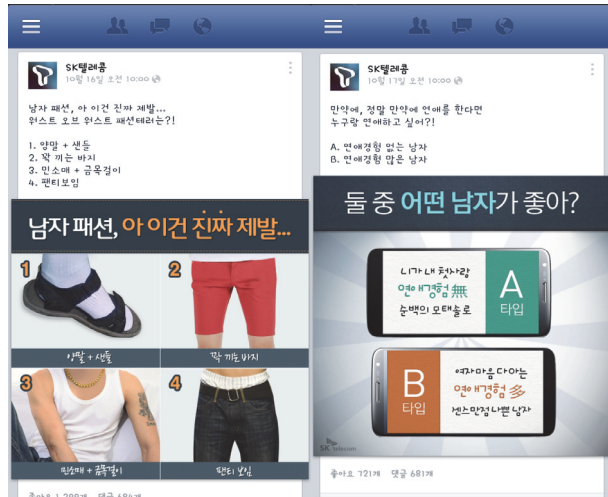 SK텔레콤
10월 16일 오전 10:00
남자 패션, 아 이건 진짜 제발...
워스트 오브 워스트 패션테러는?!
1. 양말 + 샌들
2. 꽉 끼는 바지
3. 민소매 + 금목걸이
4. 팬티보임
남자 패션, 아 이건 진짜 제발...
1
2
양말 + 샌들
꽉 끼는 바지
3
4
민소매 + 금목걸이
팬티 보임
SK텔레콤
10월 17일 오전 10:00
만약에, 정말 만약에 연애를 한다면
누구랑 연애하고 싶어?!
A. 연애경험 없는 남자
B. 연애경험 많은 남자
둘 중 어떤 남자가 좋아?
니가 내 첫사랑
연애경험 無
순백의 모태솔로
A
타입
B
타입
여자마음 다 아는
연애경험 多
센스만점 나쁜 남자
SK telecom
좋아요 721개 댓글 681개